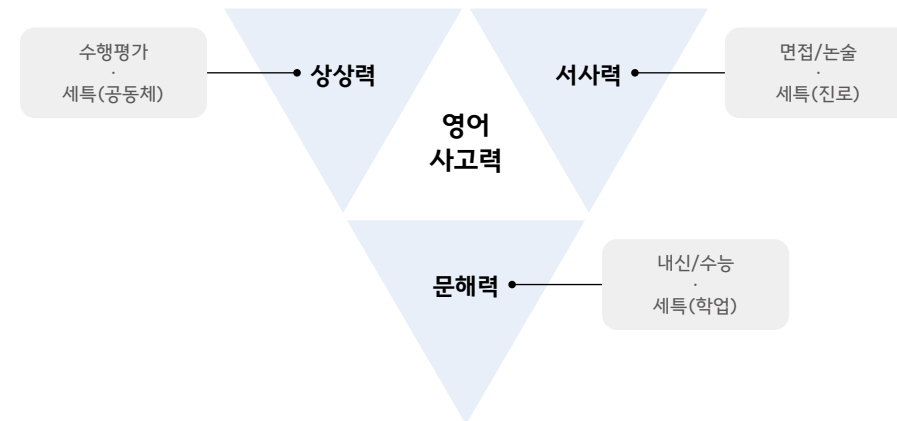 수행평가
·
세특(공동체)
상상력
서사력
면접/논술
·
세특(진로)
영어
사고력
문해력
내신/수능
·
세특(학업)